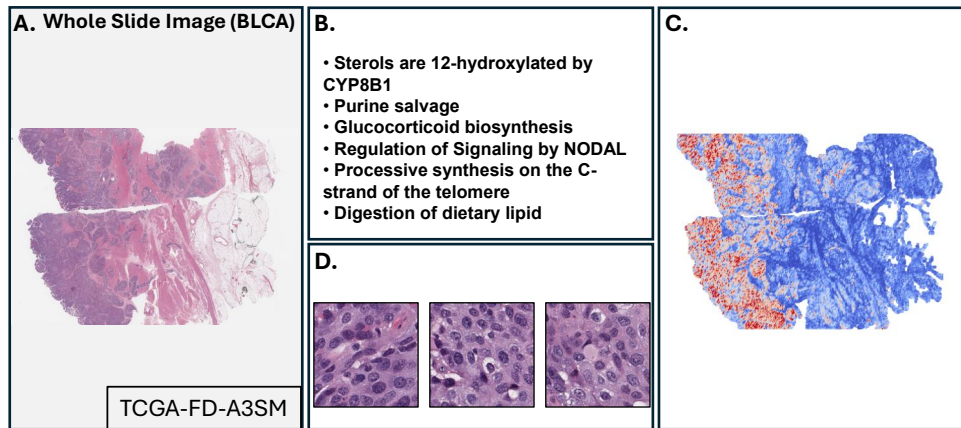 A. Whole Slide Image (BLCA)
B.
• Sterols are 12-hydroxylated by
CYP8B1
• Purine salvage
• Glucocorticoid biosynthesis
• Regulation of Signaling by NODAL
• Processive synthesis on the C-
strand of the telomere
• Digestion of dietary lipid
C.
D.
TCGA-FD-A3SM